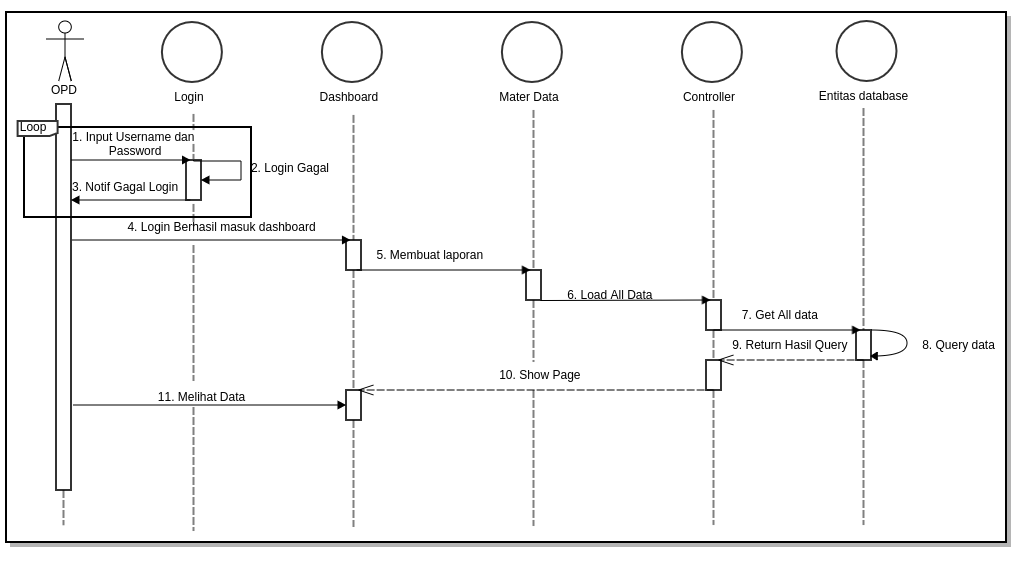 OPD
Login
Dashboard
Mater Data
Controller
Entitas database
Loop
1. Input Username dan
Password
2. Login Gagal
3. Notif Gagal Login
4. Login Berhasil masuk dashboard
5. Membuat laporan
6. Load All Data
7. Get All data
8. Query data
9. Return Hasil Query
10. Show Page
11. Melihat Data